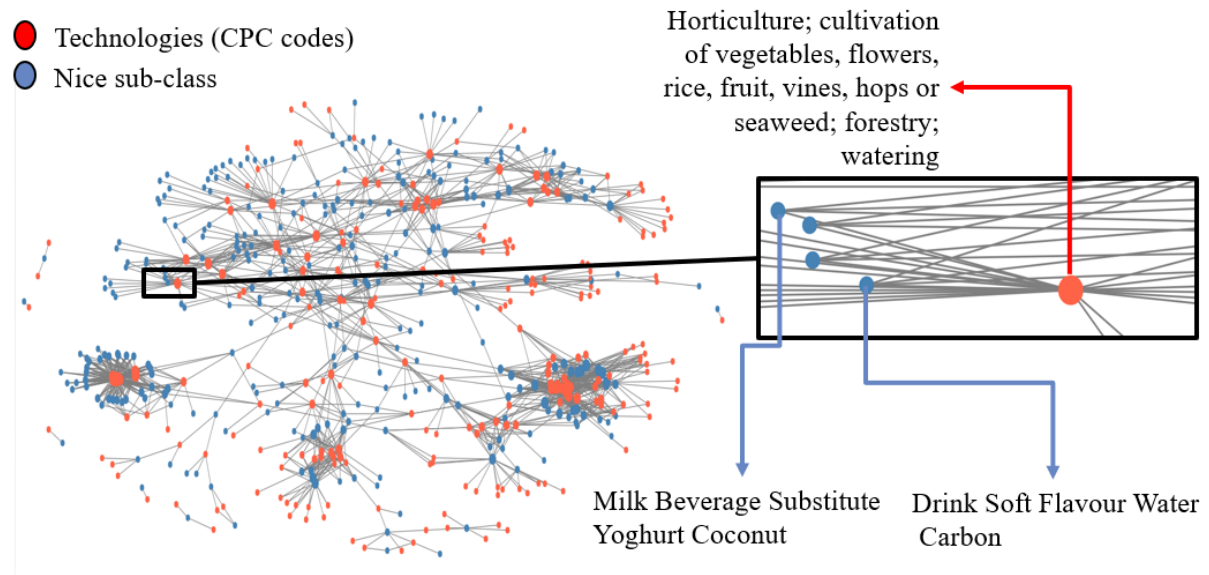 Technologies (CPC codes)
Nice sub-class
Horticulture; cultivation
of vegetables, flowers,
rice, fruit, vines, hops or
seaweed; forestry;
watering
Milk Beverage Substitute
Yoghurt Coconut
Drink Soft Flavour Water
Carbon